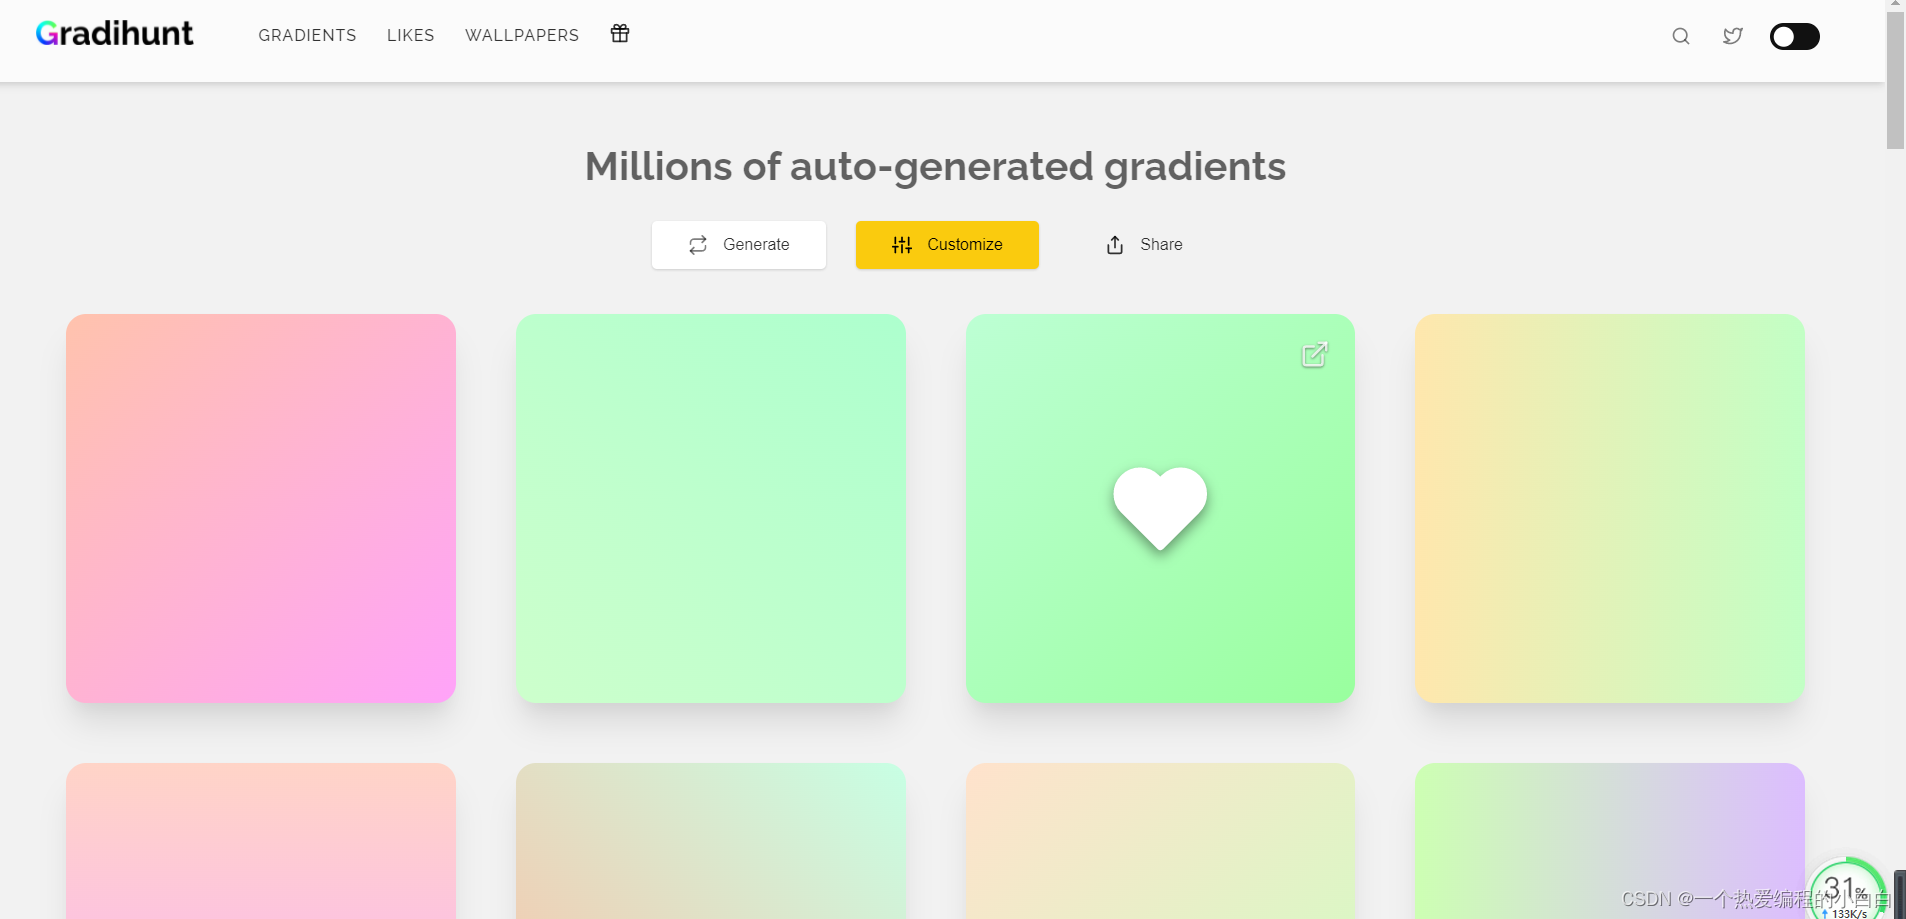 Gradihunt GRADIENTS LIKES WALLPAPERS
Millions of auto-generated gradients
Generate Customize Share
31%
133K/s
CSDN @一个热爱编程的小白白